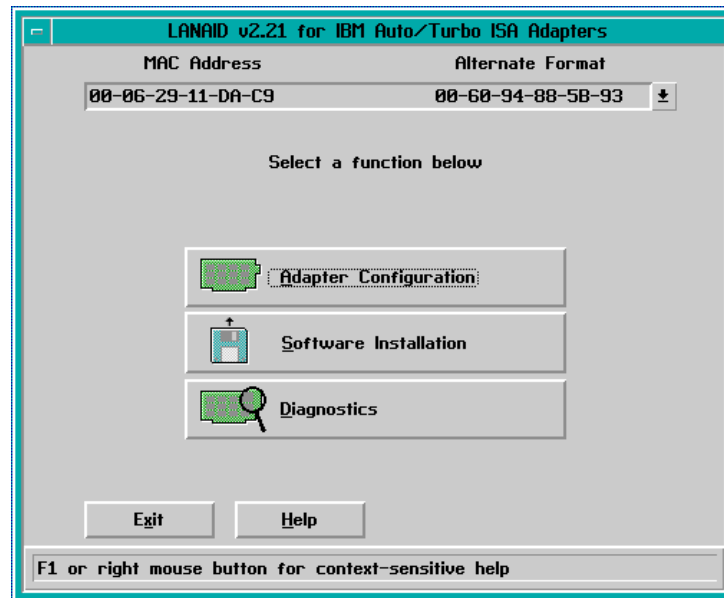 LANAID v2.21 for IBM Auto/Turbo ISA Adapters
MAC Address Alternate Format
00-06-29-11-DA-C9 00-60-94-88-5B-93
Select a function below
Adapter Configuration
Software Installation
Diagnostics
Exit Help
F1 or right mouse button for context-sensitive help